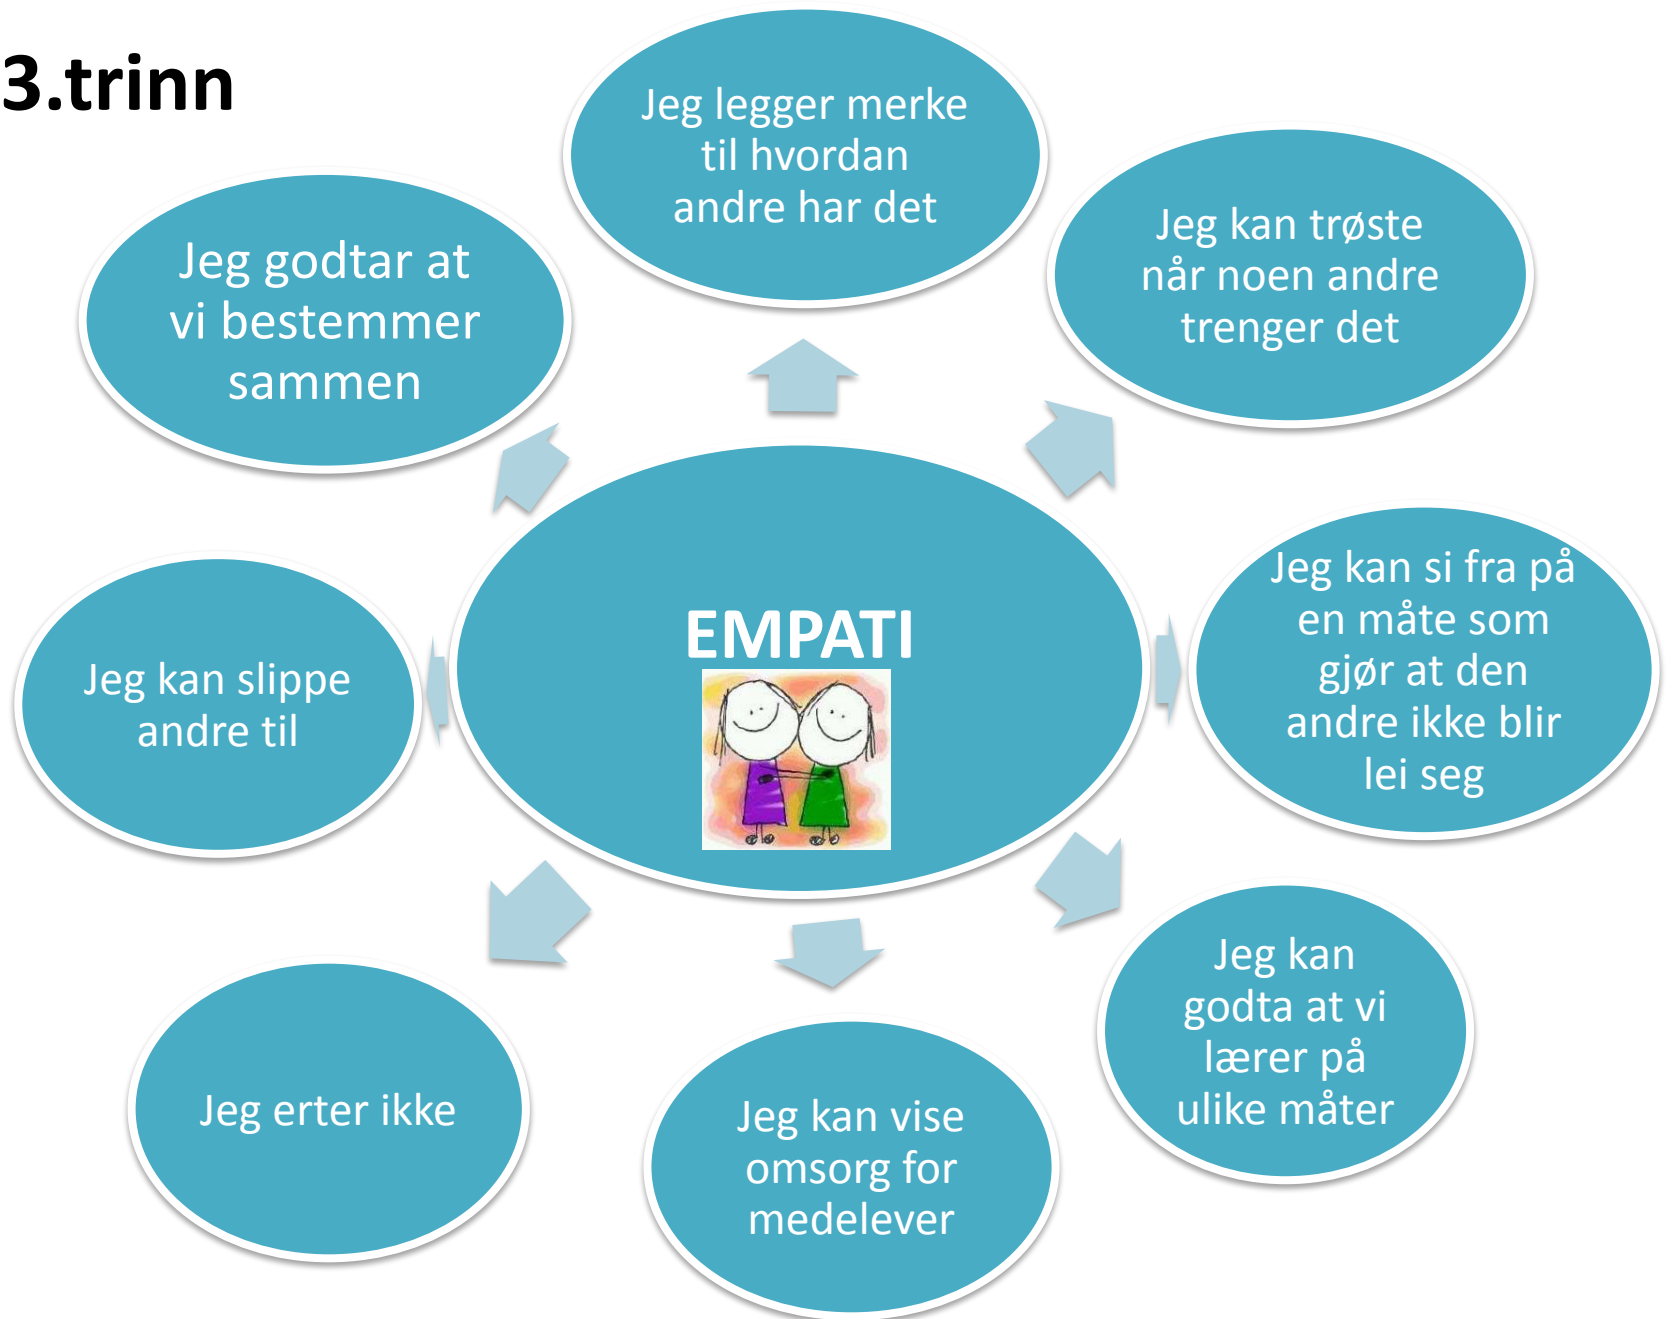 3.trinn
Jeg legger merke
til hvordan
andre har det
Jeg kan trøste
når noen andre
trenger det
Jeg kan si fra på
en måte som
gjør at den
andre ikke blir
lei seg
Jeg kan
godta at vi
lærer på
ulike måter
Jeg kan vise
omsorg for
medelever
Jeg erter ikke
Jeg kan slippe
andre til
Jeg godtar at
vi bestemmer
sammen
EMPATI